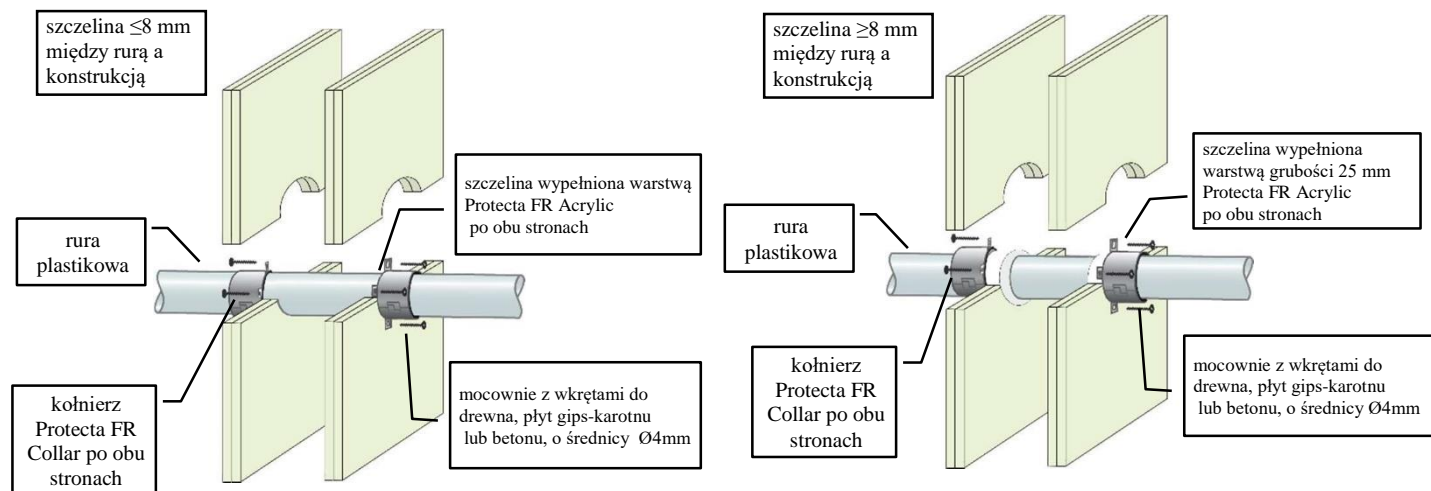 szczelina ≤8 mm
między rurą a
konstrukcją
szczelina wypełniona warstwą
Protecta FR Acrylic
po obu stronach
rura
plastikowa
kołnierz
Protecta FR
Collar po obu
stronach
mocownie z wkrętami do
drewna, płyt gips-karotnu
lub betonu, o średnicy Ø4mm
szczelina ≥8 mm
między rurą a
konstrukcją
szczelina wypełniona
warstwą grubości 25 mm
Protecta FR Acrylic
po obu stronach
rura
plastikowa
kołnierz
Protecta FR
Collar po obu
stronach
mocownie z wkrętami do
drewna, płyt gips-karotnu
lub betonu, o średnicy Ø4mm